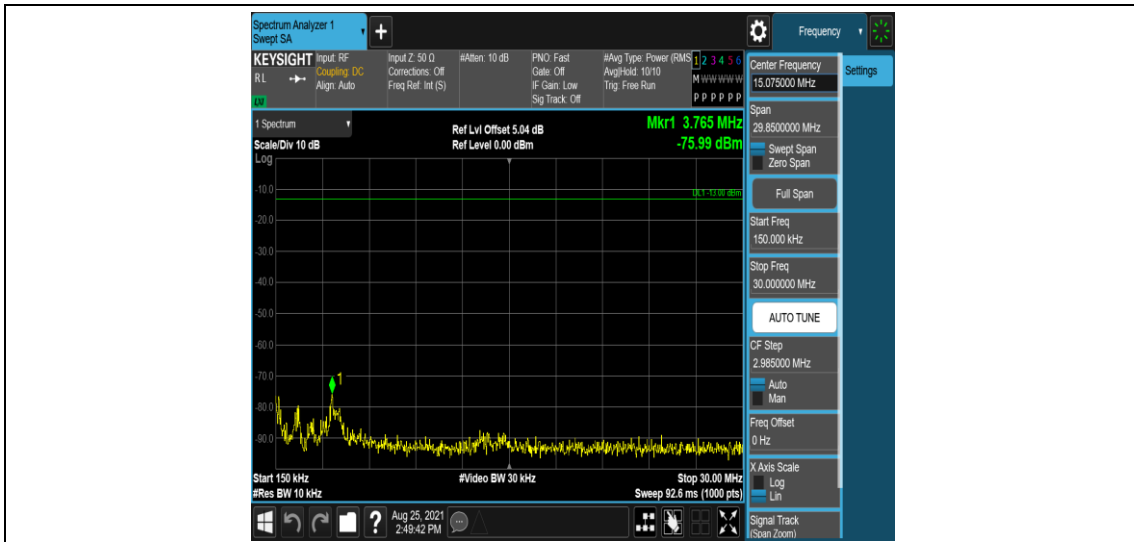 Spectrum Analyzer 1
Swept SA
+
Frequency
KEYSIGHT
RL
LXI
Input: RF
Coupling: DC
Align: Auto
Input Z: 50 Ω
Corrections: Off
Freq Ref: Int (S)
#Atten: 10 dB
PNO: Fast
Gate: Off
IF Gain: Low
Sig Track: Off
#Avg Type: Power (RMS
Avg|Hold: 10/10
Trig: Free Run
1 2 3 4 5 6
M W W W W W
P P P P P P
1 Spectrum
Scale/Div 10 dB
Log
Ref Lvl Offset 5.04 dB
Ref Level 0.00 dBm
Mkr1 3.765 MHz
-75.99 dBm
DL1 -13.00 dBm
-10.0
-20.0
-30.0
-40.0
-50.0
-60.0
-70.0
-80.0
-90.0
1
Start 150 kHz
#Res BW 10 kHz
#Video BW 30 kHz
Stop 30.00 MHz
Sweep 92.6 ms (1000 pts)
Center Frequency
15.075000 MHz
Span
29.8500000 MHz
Swept Span
Zero Span
Full Span
Start Freq
150.000 kHz
Stop Freq
30.000000 MHz
AUTO TUNE
CF Step
2.985000 MHz
Auto
Man
Freq Offset
0 Hz
X Axis Scale
Log
Lin
Signal Track
(Span Zoom)
Settings
?
Aug 25, 2021
2:49:42 PM